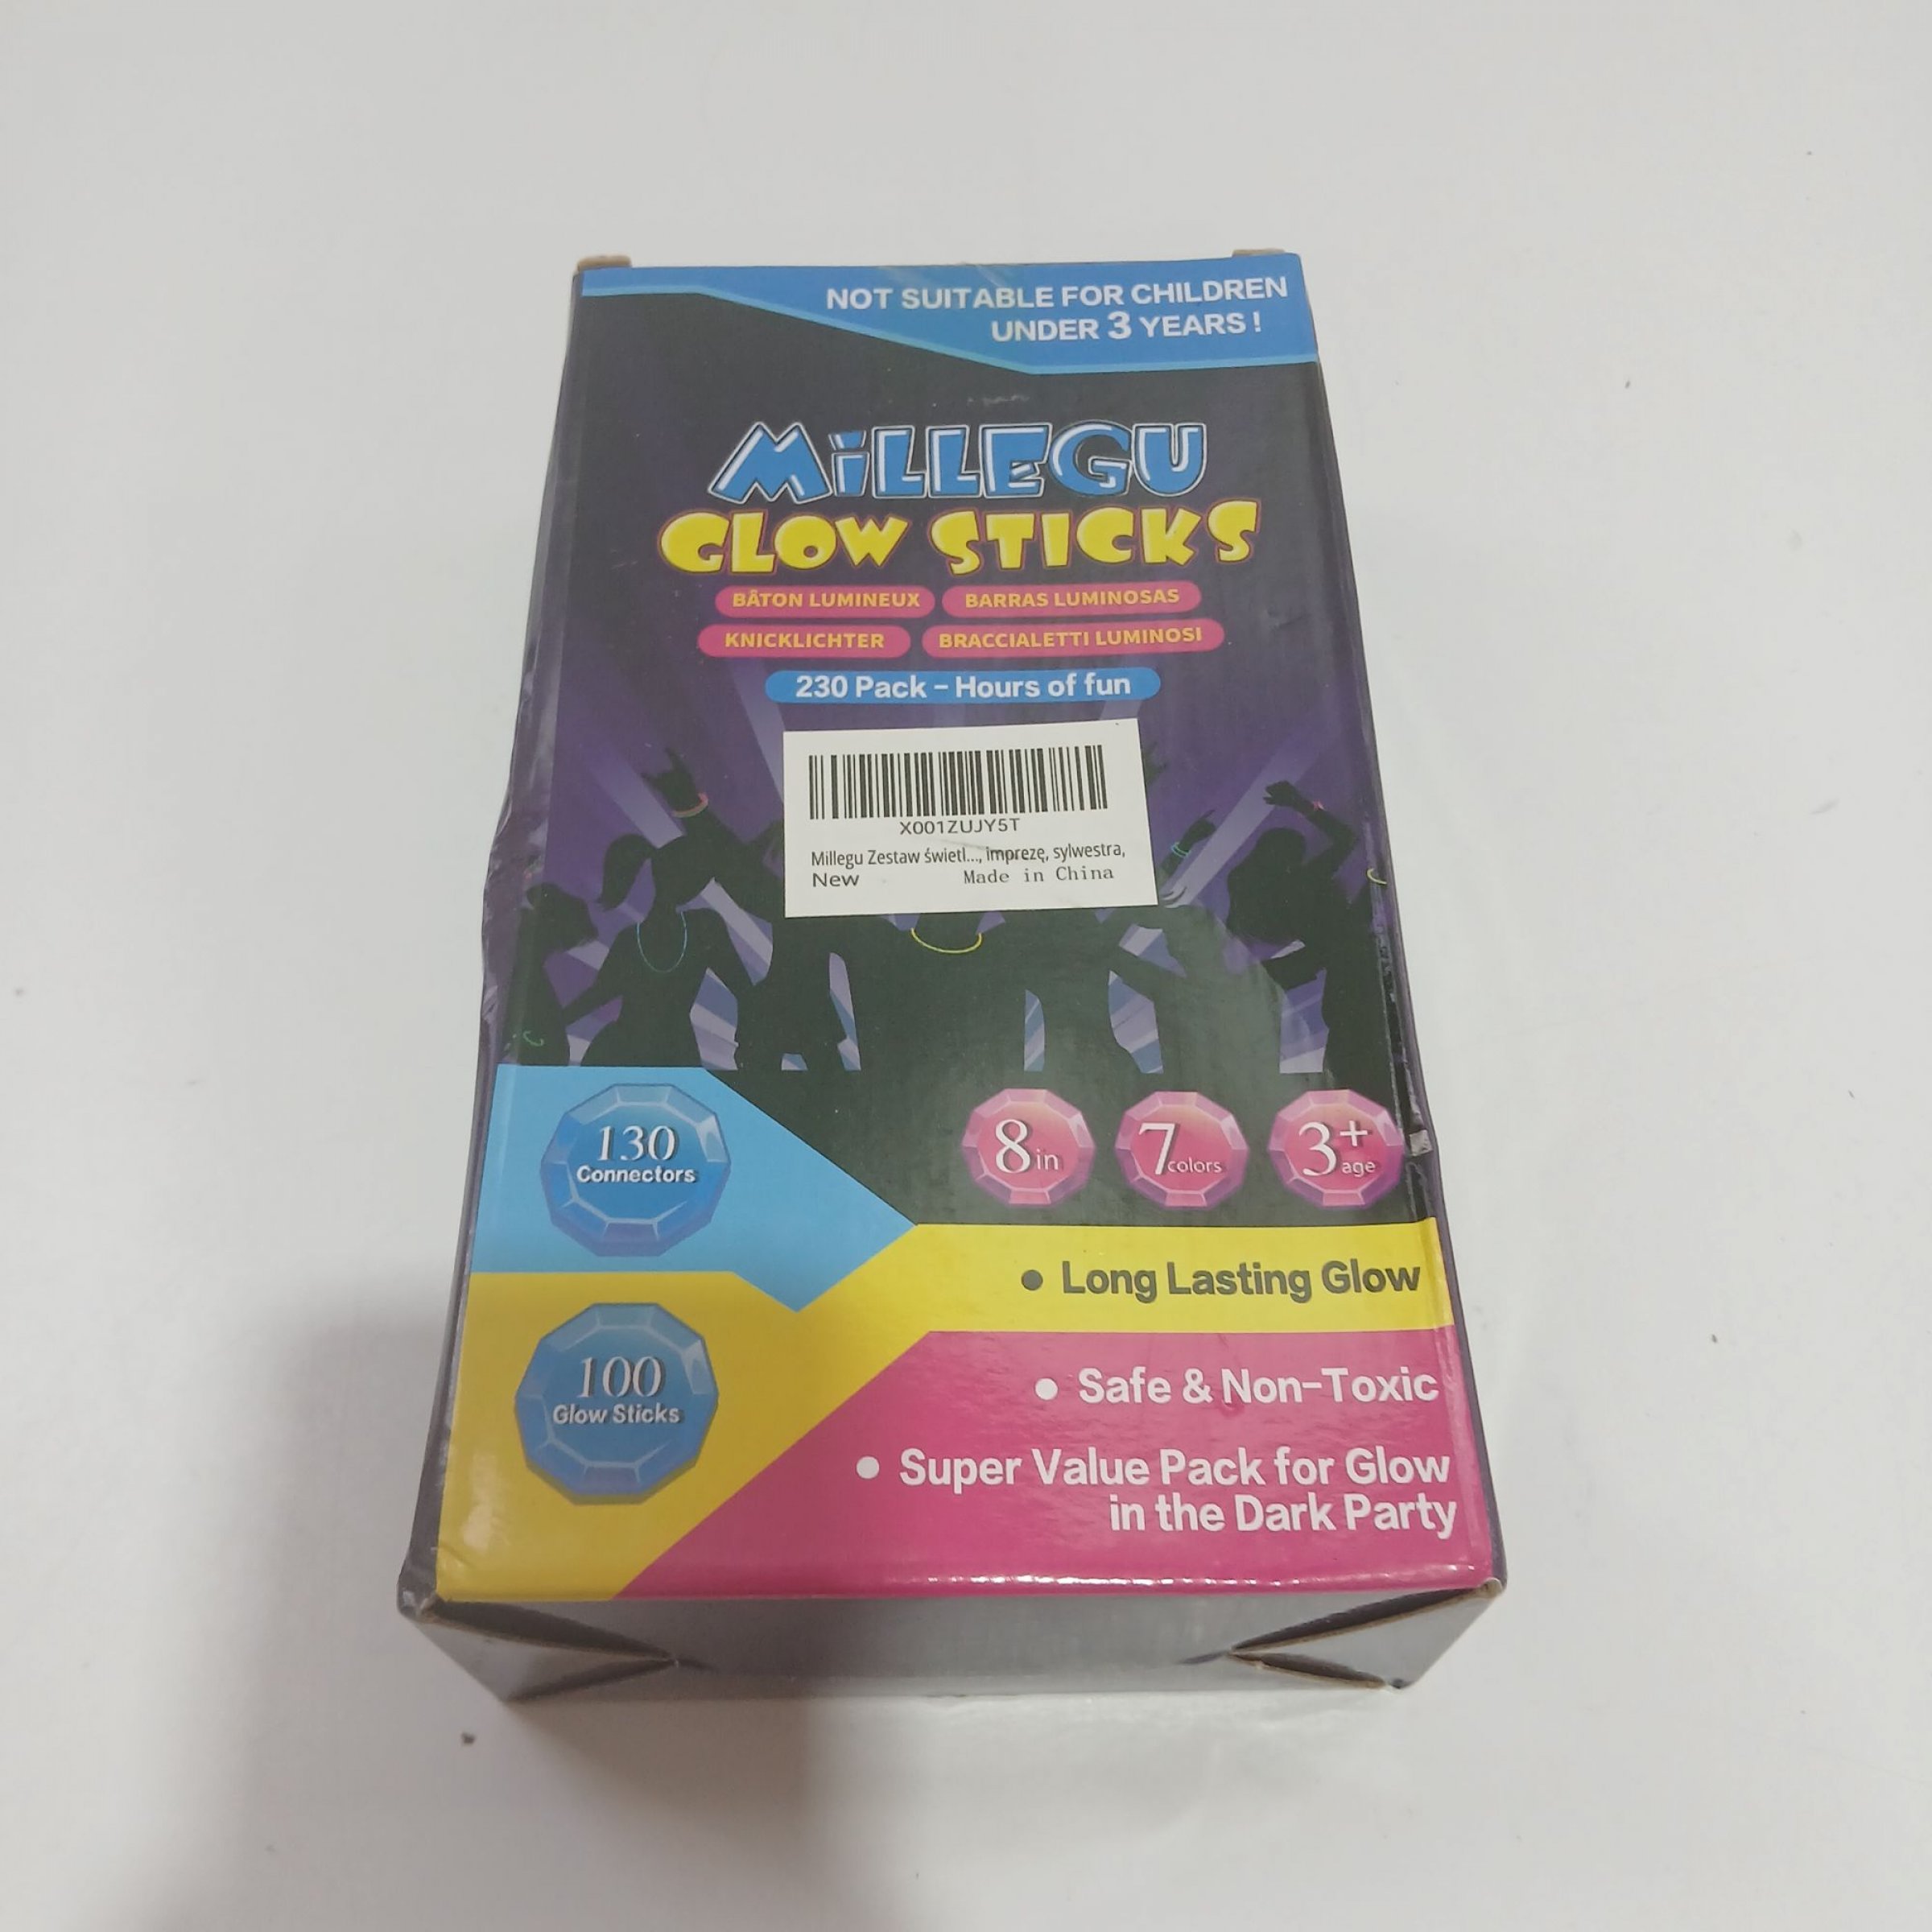 NOT SUITABLE FOR CHILDREN
UNDER 3 YEARS !
MiLLEGU
GLOW STICKS
BÂTON LUMINEUX BARRAS LUMINOSAS
KNICKLICHTER BRACCIALETTI LUMINOSI
230 Pack – Hours of fun
X001ZUJY5T
Millegu Zestaw świetl..., imprezę, sylwestra,
New Made in China
130
Connectors
8in
7colors
3+
age
• Long Lasting Glow
100
Glow Sticks
• Safe & Non-Toxic
• Super Value Pack for Glow
in the Dark Party